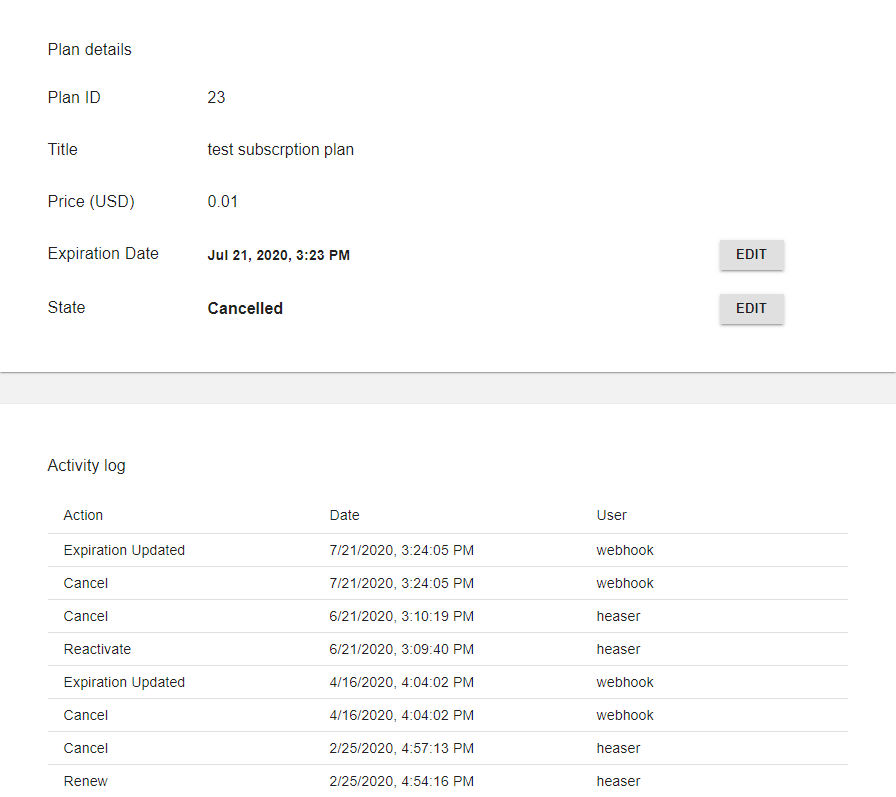 Plan details
Plan ID 23
Title test subscrption plan
Price (USD) 0.01
Expiration Date Jul 21, 2020, 3:23 PM EDIT
State Cancelled EDIT
Activity log
Action Date User
Expiration Updated 7/21/2020, 3:24:05 PM webhook
Cancel 7/21/2020, 3:24:05 PM webhook
Cancel 6/21/2020, 3:10:19 PM heaser
Reactivate 6/21/2020, 3:09:40 PM heaser
Expiration Updated 4/16/2020, 4:04:02 PM webhook
Cancel 4/16/2020, 4:04:02 PM webhook
Cancel 2/25/2020, 4:57:13 PM heaser
Renew 2/25/2020, 4:54:16 PM heaser